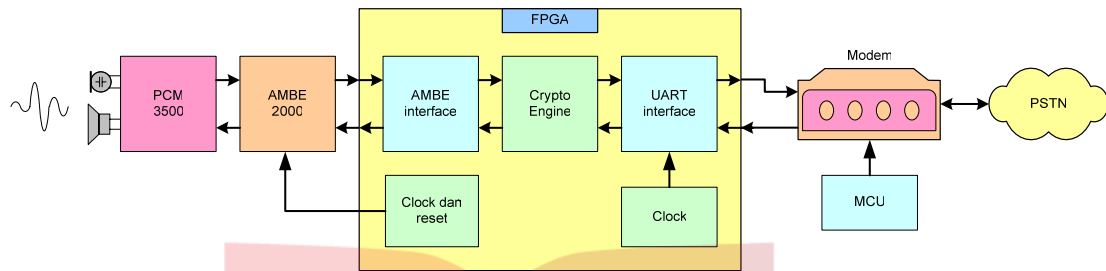 FPGA
Modem
PCM
3500
AMBE
2000
AMBE
interface
Crypto
Engine
UART
interface
PSTN
Clock dan
reset
Clock
MCU